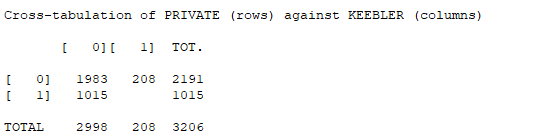 Cross-tabulation of PRIVATE (rows) against KEEBLER (columns)
[   0][   1]  TOT.
[   0]   1983   208  2191
[   1]   1015        1015
TOTAL    2998   208  3206